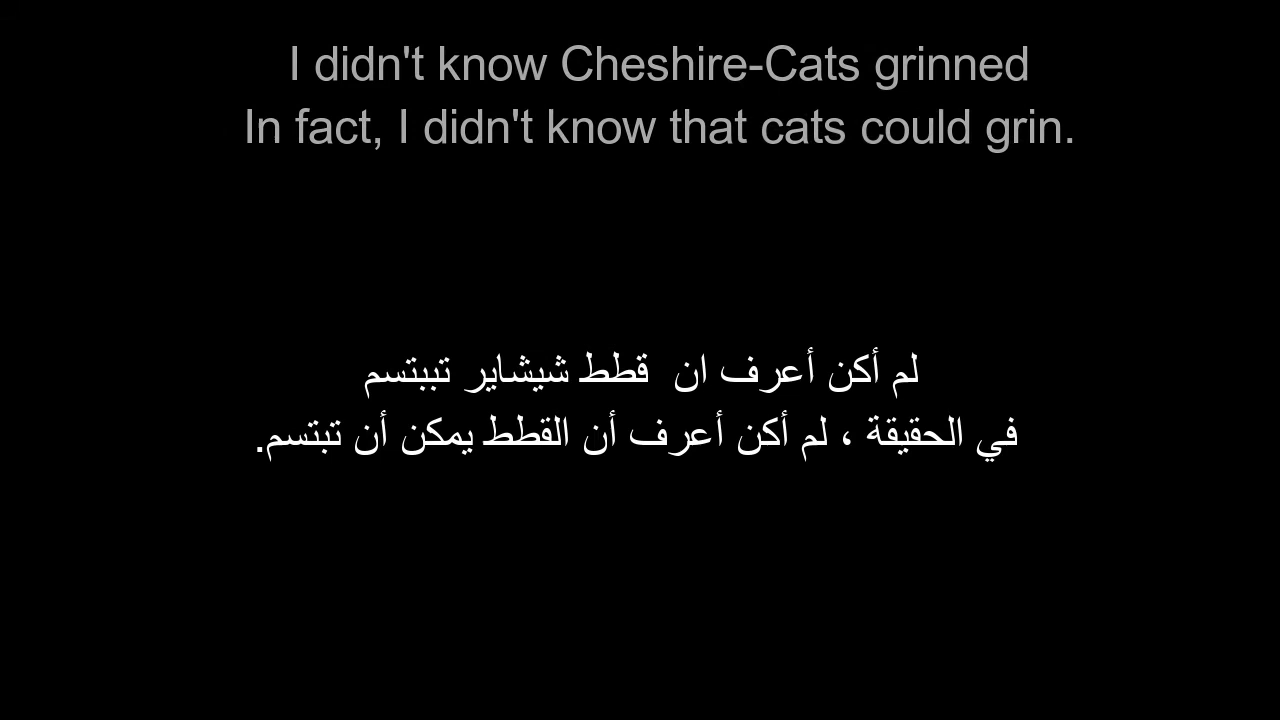 I didn't know Cheshire-Cats grinned
In fact, I didn't know that cats could grin.
لم أكن أعرف ان  قطط شيشاير تببتسم
في الحقيقة ، لم أكن أعرف أن القطط يمكن أن تبتسم.